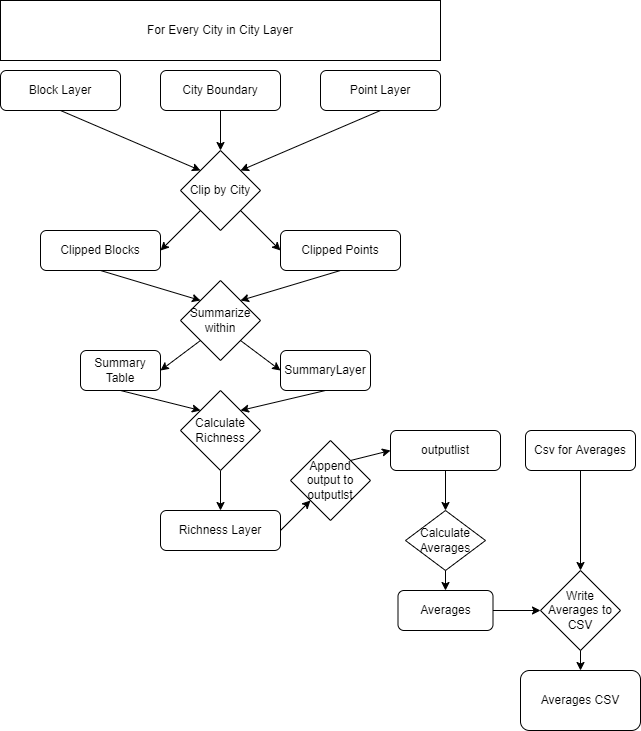 For Every City in City Layer
Block Layer
City Boundary
Point Layer
Clip by City
Clipped Blocks
Clipped Points
Summarize
within
Summary
Table
SummaryLayer
Calculate
Richness
Append
output to
outputlst
outputlist
Csv for Averages
Richness Layer
Calculate
Averages
Averages
Write
Averages to
CSV
Averages CSV